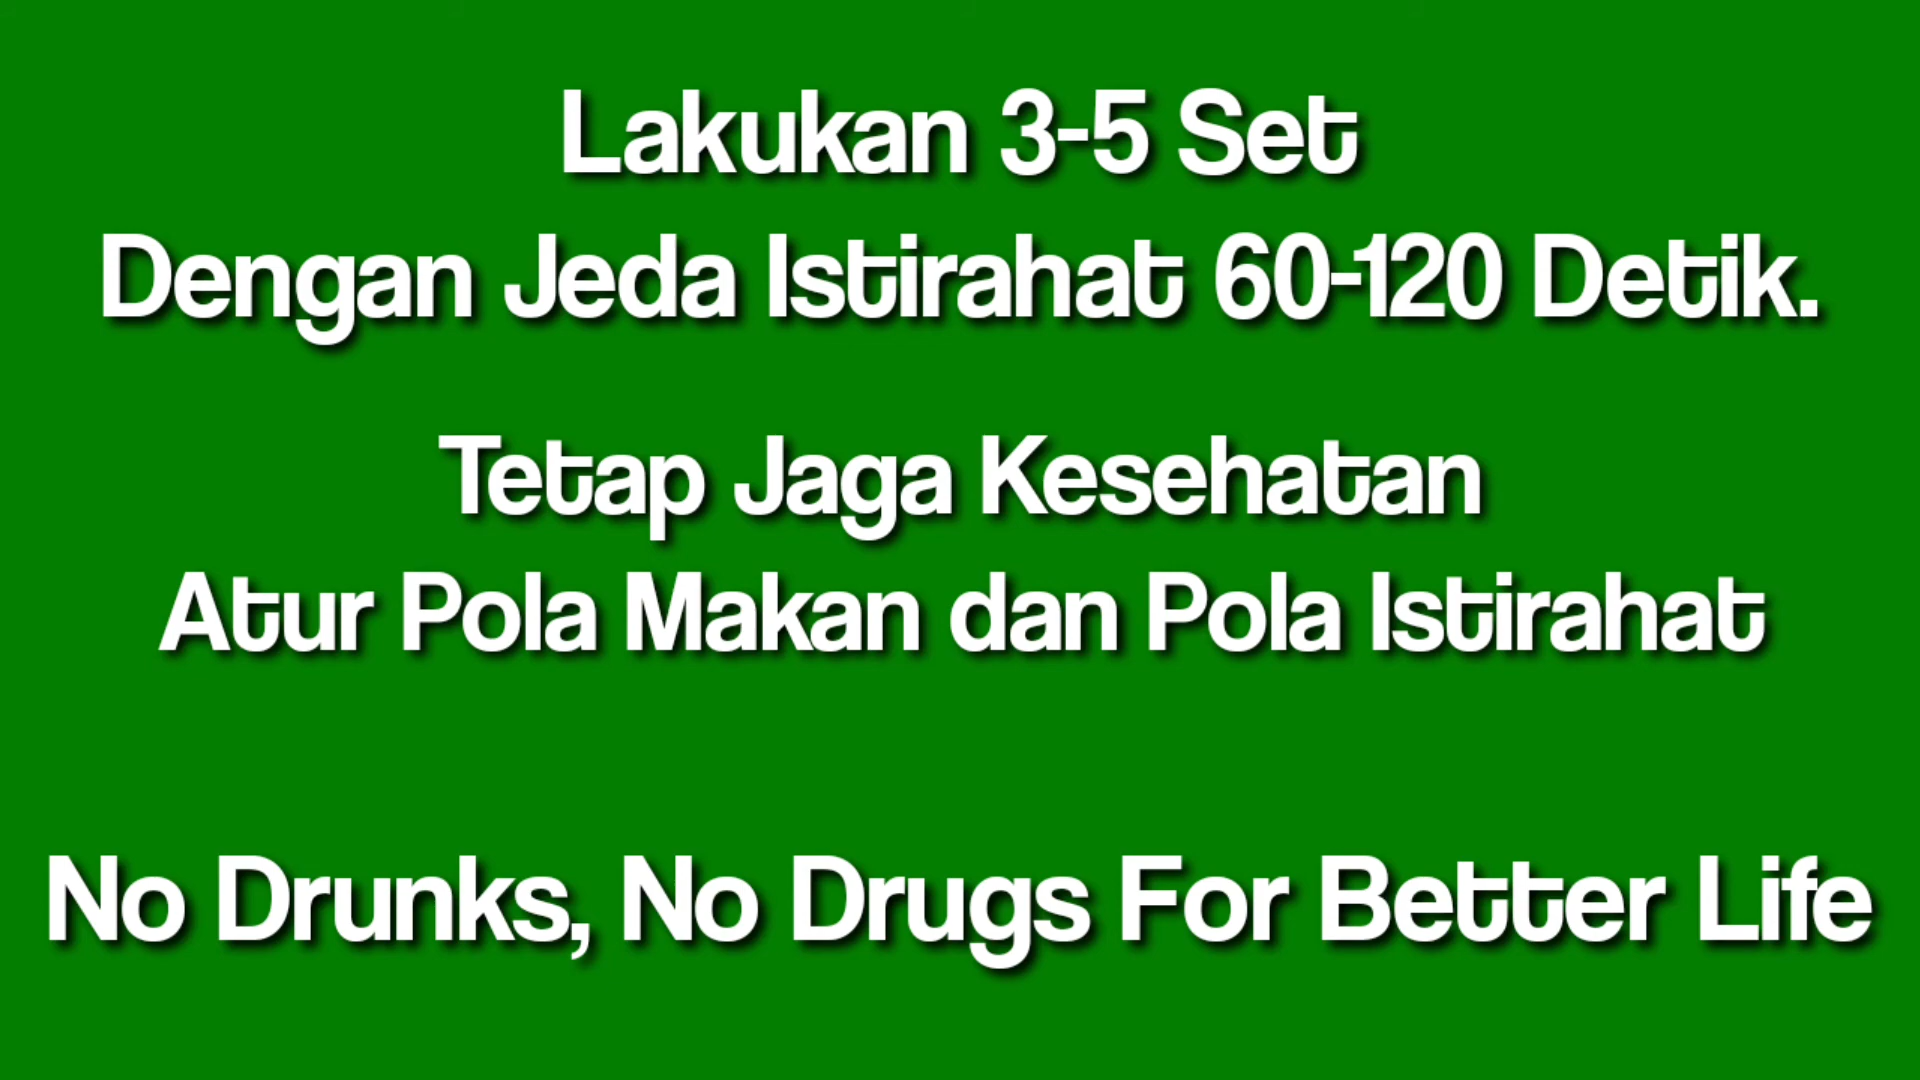 Lakukan 3-5 Set
Dengan Jeda Istirahat 60-120 Detik.
Tetap Jaga Kesehatan
Atur Pola Makan dan Pola Istirahat
No Drunks, No Drugs For Better Life